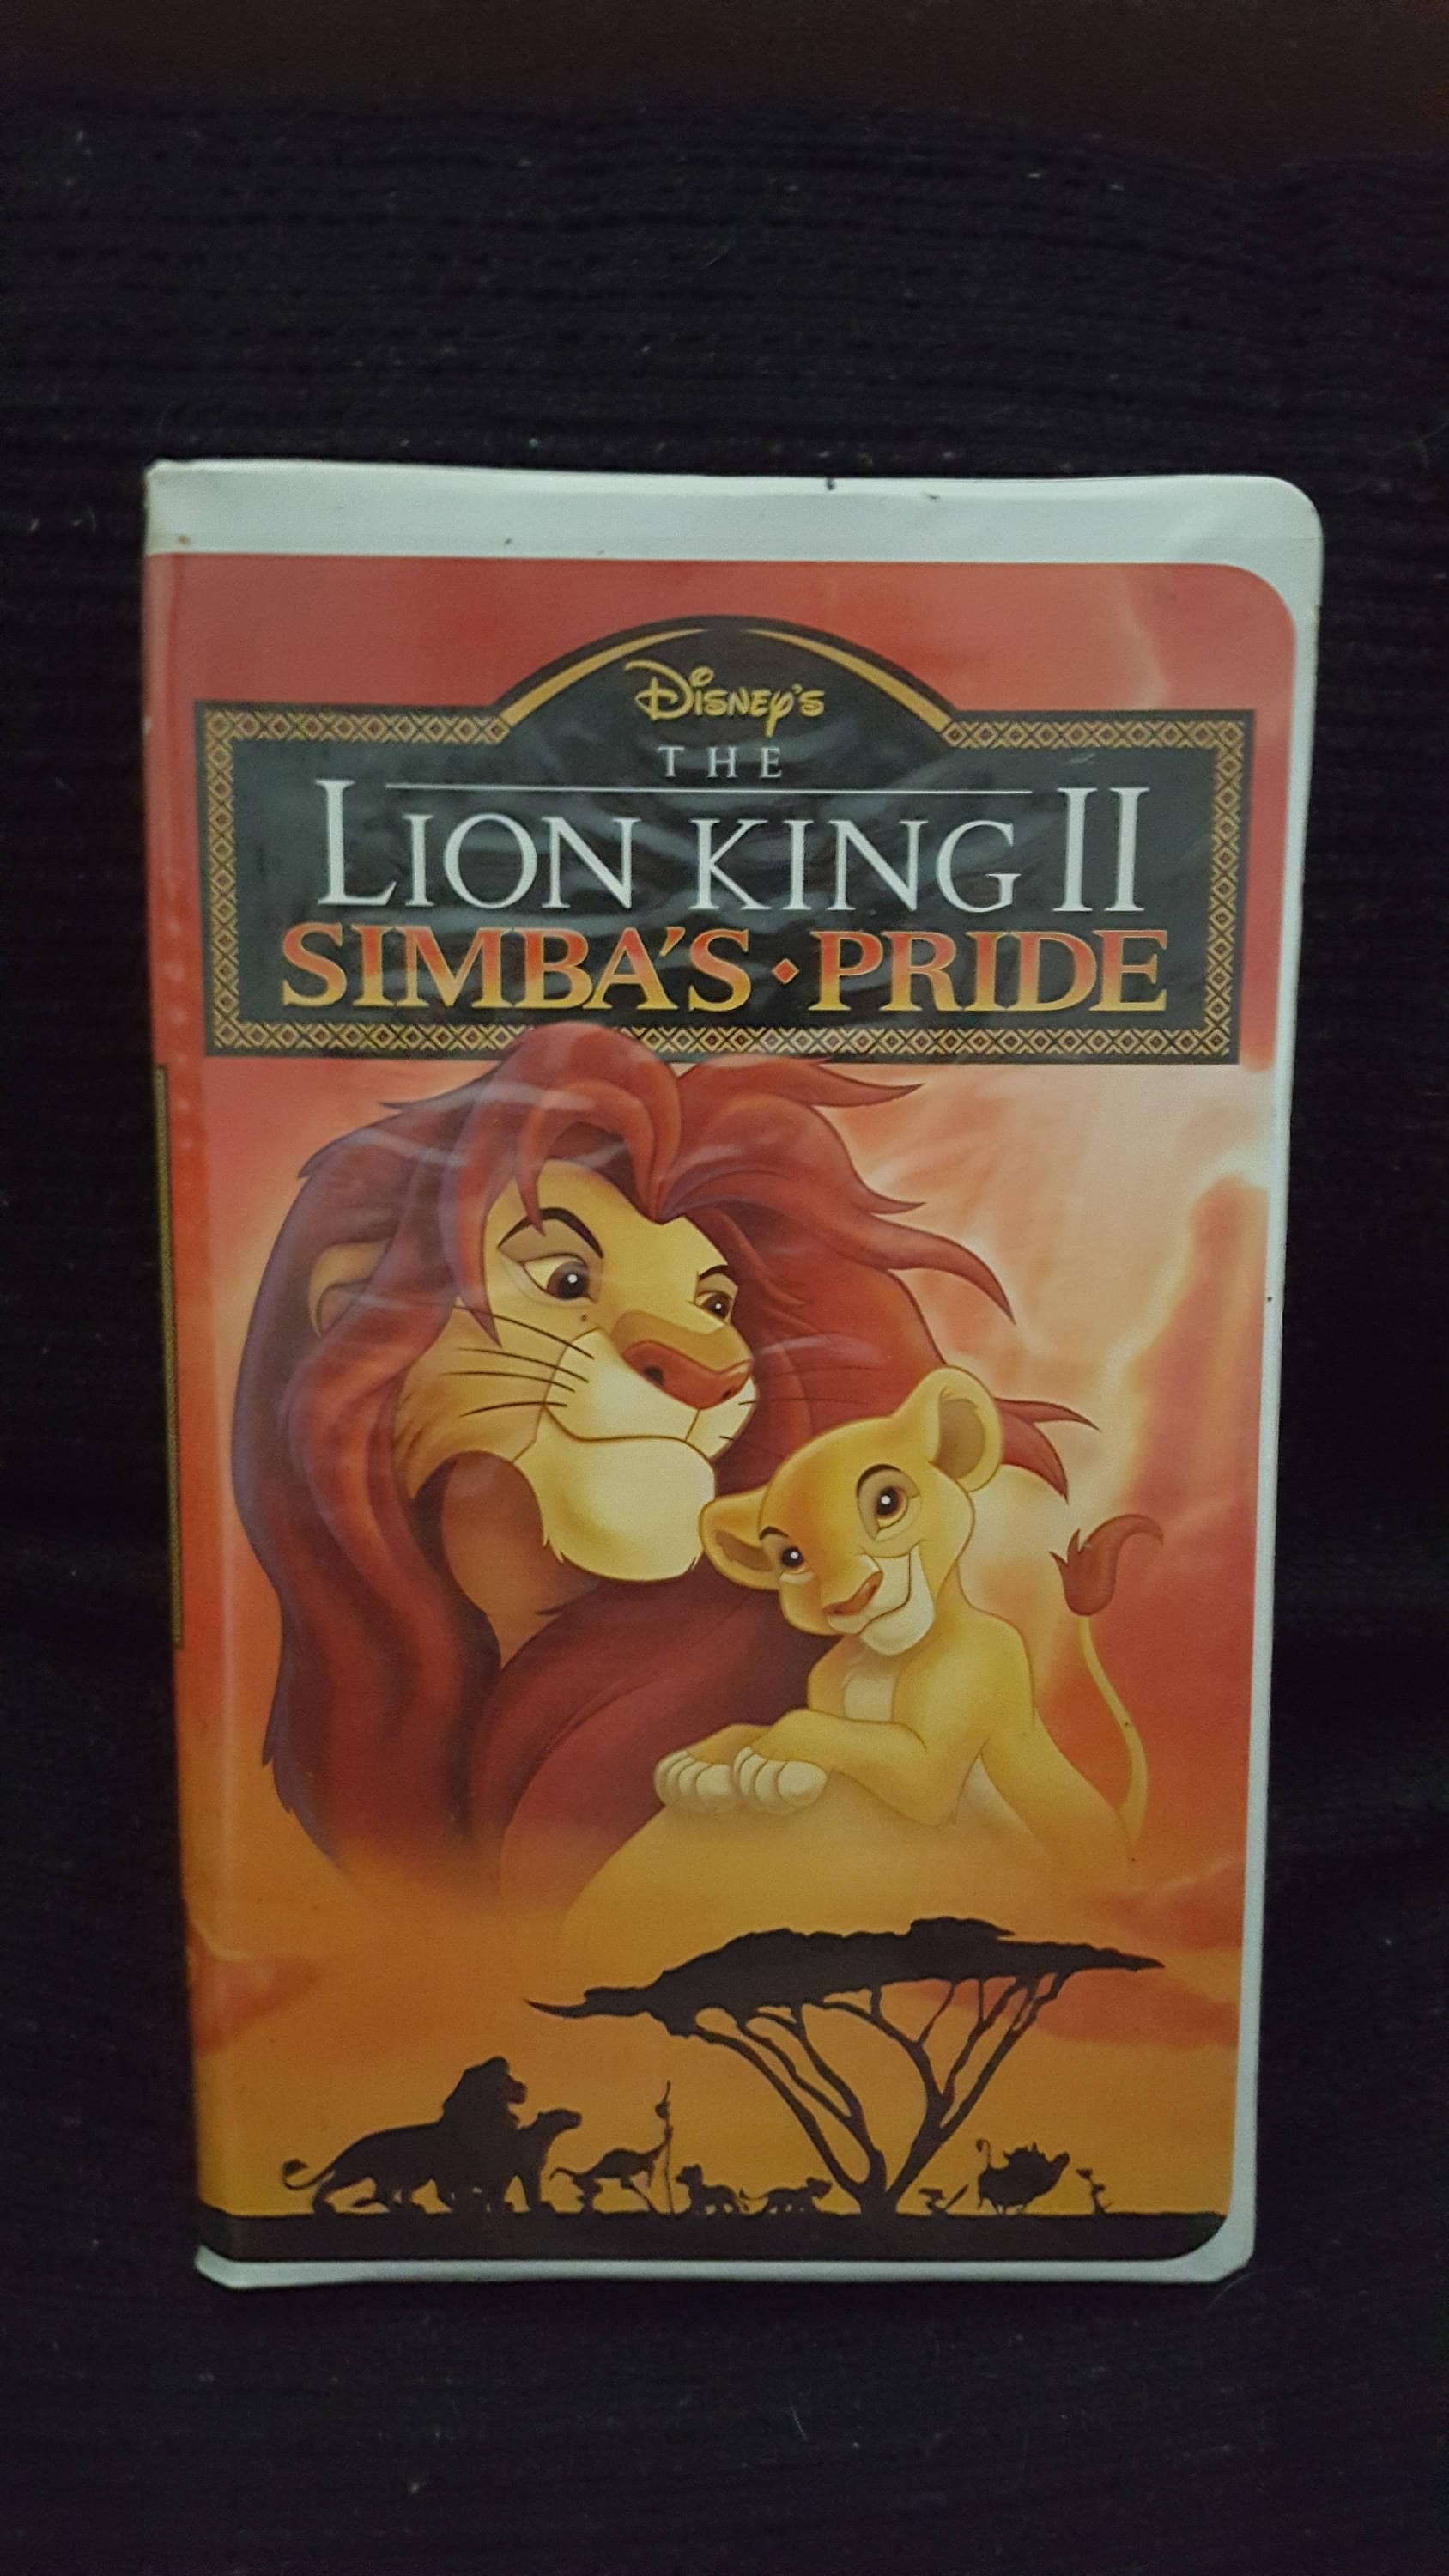 Disney's
THE
LION KING II
SIMBA'S · PRIDE